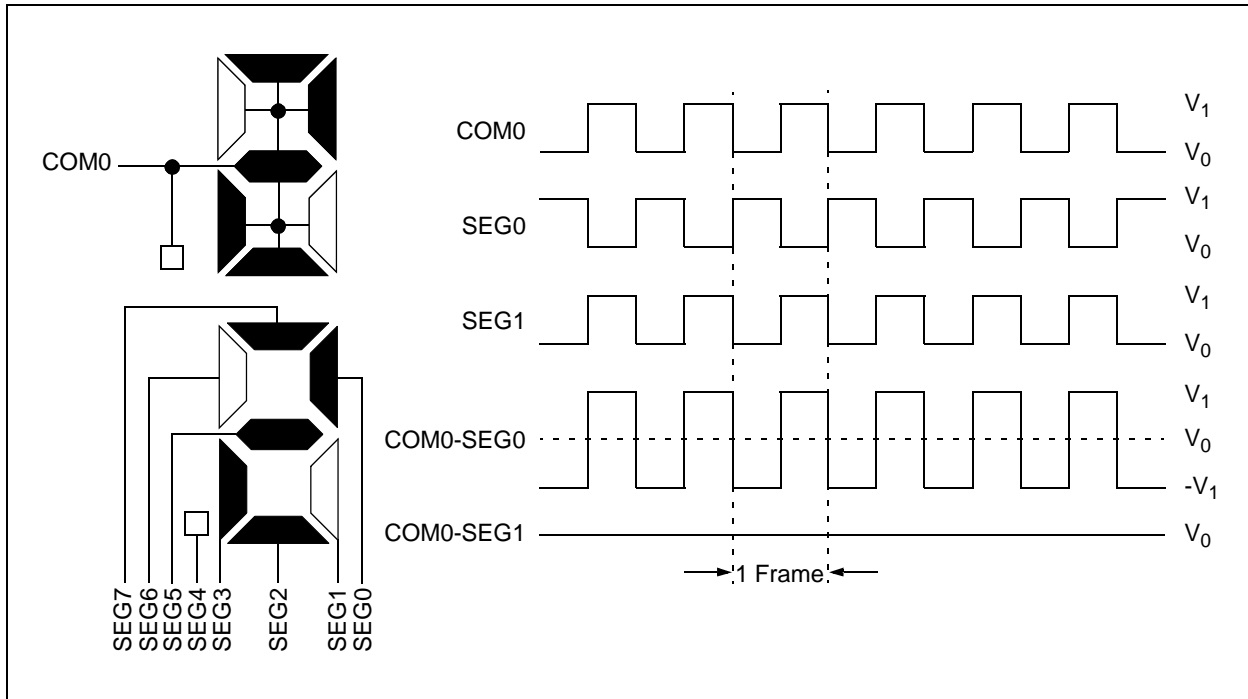 COM0
COM0
V1
V0
SEG0
V1
V0
SEG1
V1
V0
COM0-SEG0
V1
V0
-V1
COM0-SEG1
V0
1 Frame
SEG7
SEG6
SEG5
SEG4
SEG3
SEG2
SEG1
SEG0